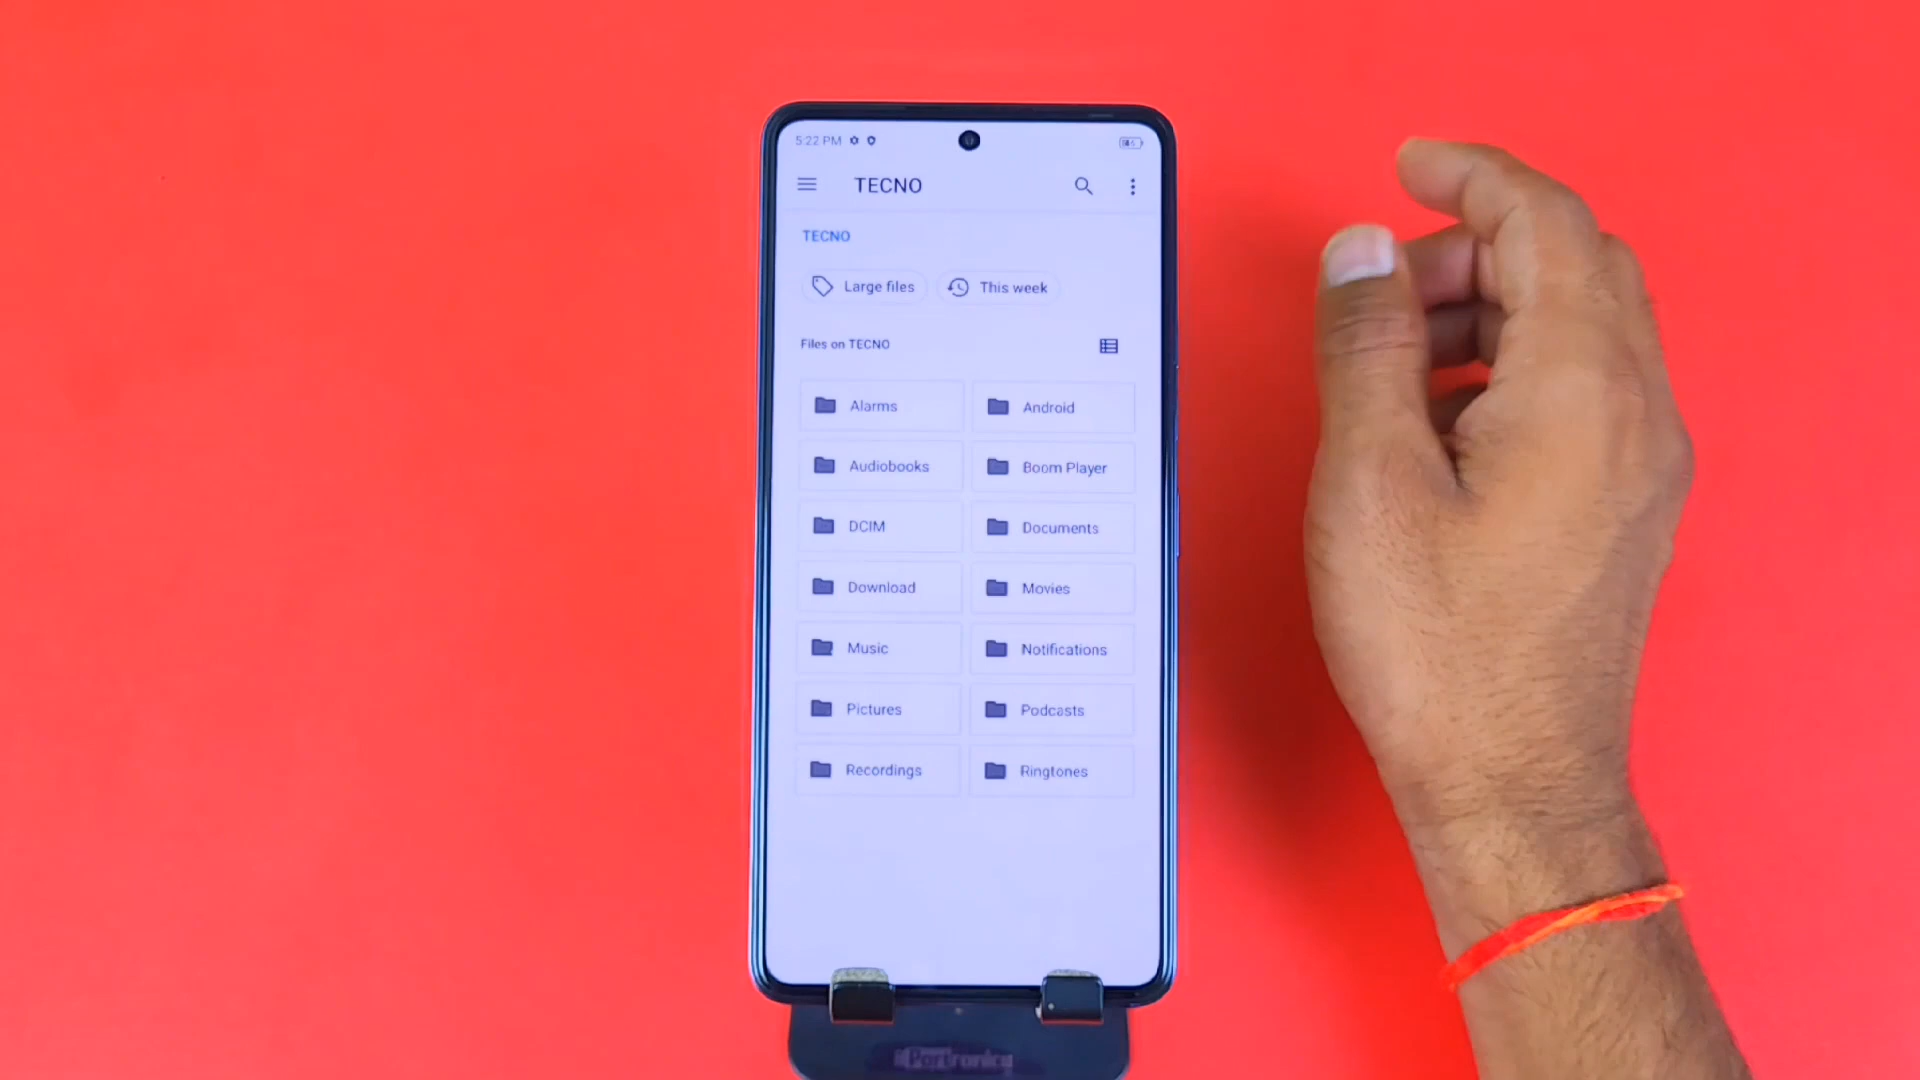 5:22 PM
TECNO
TECNO
Large files This week
Files on TECNO
Alarms Android
Audiobooks Boom Player
DCIM Documents
Download Movies
Music Notifications
Pictures Podcasts
Recordings Ringtones
Portronics